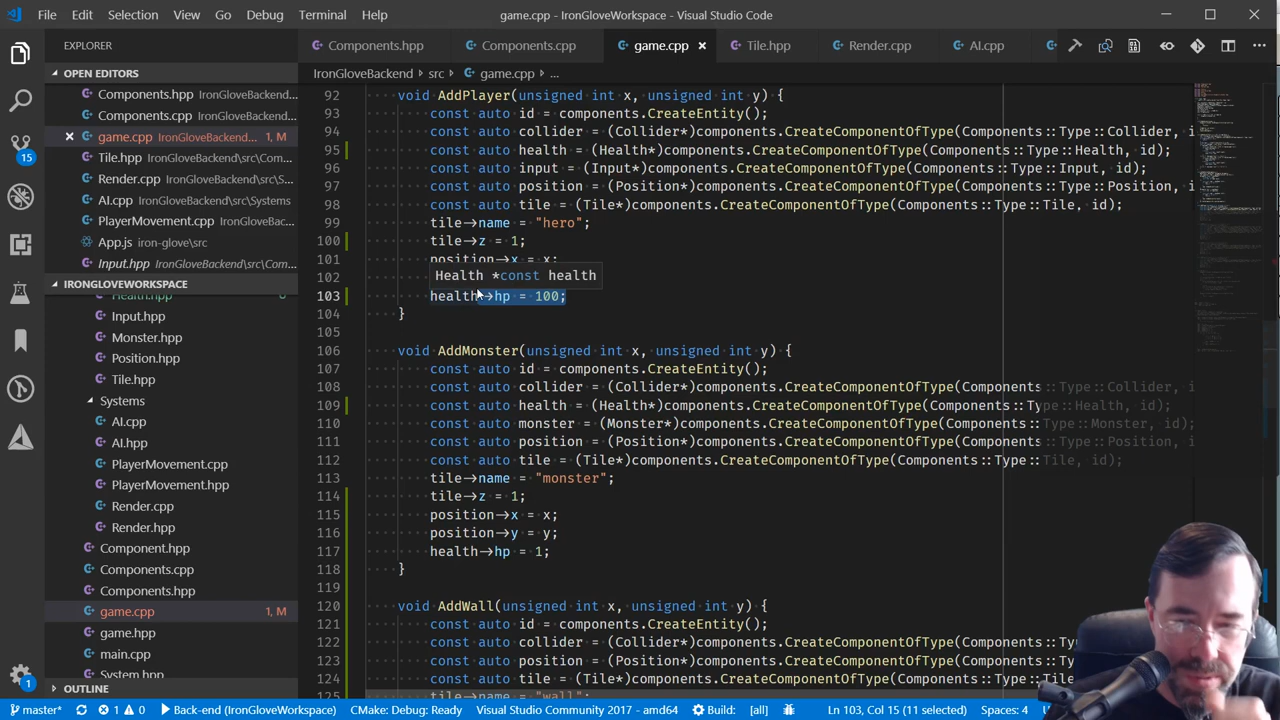 File Edit Selection View Go Debug Terminal Help
game.cpp - IronGloveWorkspace - Visual Studio Code
EXPLORER
OPEN EDITORS
Components.hpp IronGloveBackend...
Components.cpp IronGloveBackend...
game.cpp IronGloveBackend... 1, M
Tile.hpp IronGloveBackend\src\Com...
Render.cpp IronGloveBackend\src\S...
AI.cpp IronGloveBackend\src\Systems
PlayerMovement.cpp IronGloveBac...
App.js iron-glove\src
Input.hpp IronGloveBackend\src\Co...
IRONGLOVEWORKSPACE
Health.hpp
Input.hpp
Monster.hpp
Position.hpp
Tile.hpp
Systems
AI.cpp
AI.hpp
PlayerMovement.cpp
PlayerMovement.hpp
Render.cpp
Render.hpp
Component.hpp
Components.cpp
Components.hpp
game.cpp 1, M
game.hpp
main.cpp
System.hpp
OUTLINE
15
1
Components.hpp Components.cpp game.cpp Tile.hpp Render.cpp AI.cpp
IronGloveBackend > src > game.cpp > ...
92 void AddPlayer(unsigned int x, unsigned int y) {
93 const auto id = components.CreateEntity();
94 const auto collider = (Collider*)components.CreateComponentOfType(Components::Type::Collider, i
95 const auto health = (Health*)components.CreateComponentOfType(Components::Type::Health, id);
96 const auto input = (Input*)components.CreateComponentOfType(Components::Type::Input, id);
97 const auto position = (Position*)components.CreateComponentOfType(Components::Type::Position, i
98 const auto tile = (Tile*)components.CreateComponentOfType(Components::Type::Tile, id);
99 tile->name = "hero";
100 tile->z = 1;
101 position->x = x;
102
Health *const health
103 health->hp = 100;
104 }
105
106 void AddMonster(unsigned int x, unsigned int y) {
107 const auto id = components.CreateEntity();
108 const auto collider = (Collider*)components.CreateComponentOfType(Components::Type::Collider, i
109 const auto health = (Health*)components.CreateComponentOfType(Components::Type::Health, id);
110 const auto monster = (Monster*)components.CreateComponentOfType(Components::Type::Monster, id);
111 const auto position = (Position*)components.CreateComponentOfType(Components::Type::Position, i
112 const auto tile = (Tile*)components.CreateComponentOfType(Components::Type::Tile, id);
113 tile->name = "monster";
114 tile->z = 1;
115 position->x = x;
116 position->y = y;
117 health->hp = 1;
118 }
119
120 void AddWall(unsigned int x, unsigned int y) {
121 const auto id = components.CreateEntity();
122 const auto collider = (Collider*)components.CreateComponentOfType(Components::Type
123 const auto position = (Position*)components.CreateComponentOfType(Components::Type
124 const auto tile = (Tile*)components.CreateComponentOfType(Components::Type
125 tile->name = "wall";
master* 1 0 Back-end (IronGloveWorkspace) CMake: Debug: Ready Visual Studio Community 2017 - amd64 Build: [all] Ln 103, Col 15 (11 selected) Spaces: 4